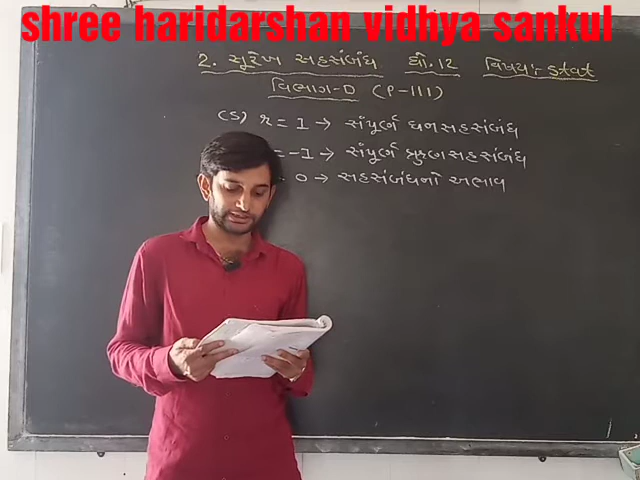 shree haridarshan vidhya sankul
2. સુરેખ સહસંબંધ ધો.12 વિષય:- Stat
વિભાગ-D (P-111)
(5) r = 1 → સંપૂર્ણ ધન સહસંબંધ
= -1 → સંપૂર્ણ ઋણ સહસંબંધ
0 → સહસંબંધનો અભાવ